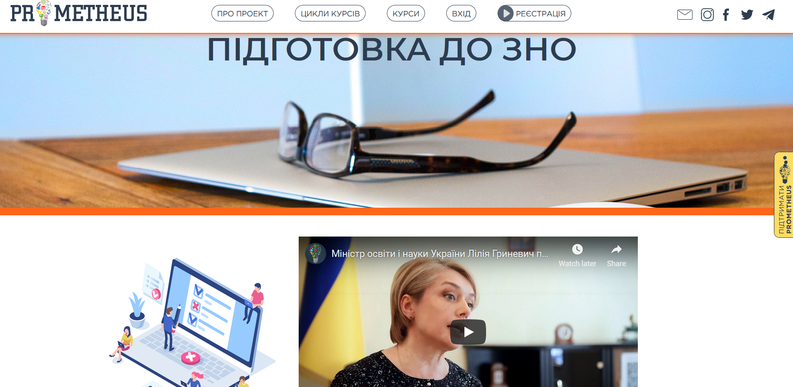 PROMETHEUS
ПРО ПРОЕКТ
ЦИКЛИ КУРСІВ
КУРСИ
ВХІД
РЕЄСТРАЦІЯ
ПІДГОТОВКА ДО ЗНО
ПІДТРИМАТИ
PROMETHEUS
Міністр освіти і науки України Лілія Гриневич п...
Watch later
Share